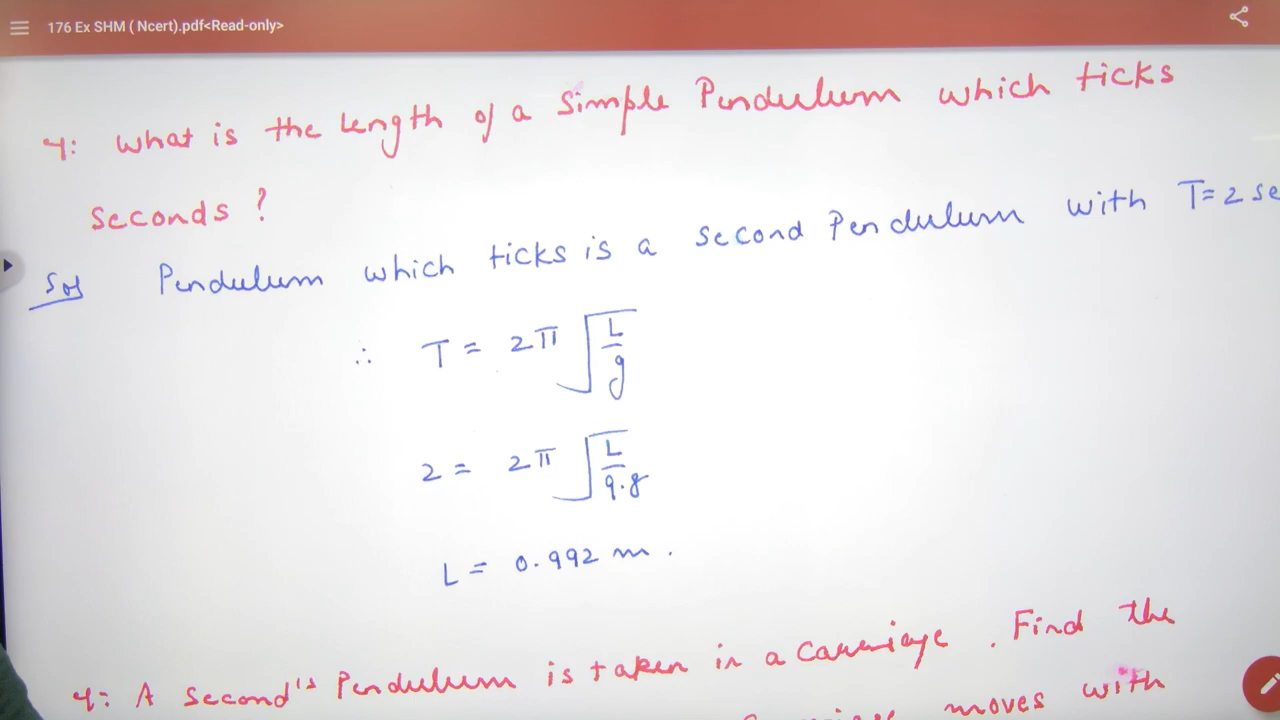 176 Ex SHM ( Ncert).pdf<Read-only>
4: What is the length of a Simple Pendulum which ticks
seconds ?
Sol Pendulum which ticks is a second Pendulum with T= 2 se
∴ T = 2π √(L/g)
2 = 2π √(L/9.8)
L = 0.992 m .
4: A second's Pendulum is taken in a carriage . Find the
moves with